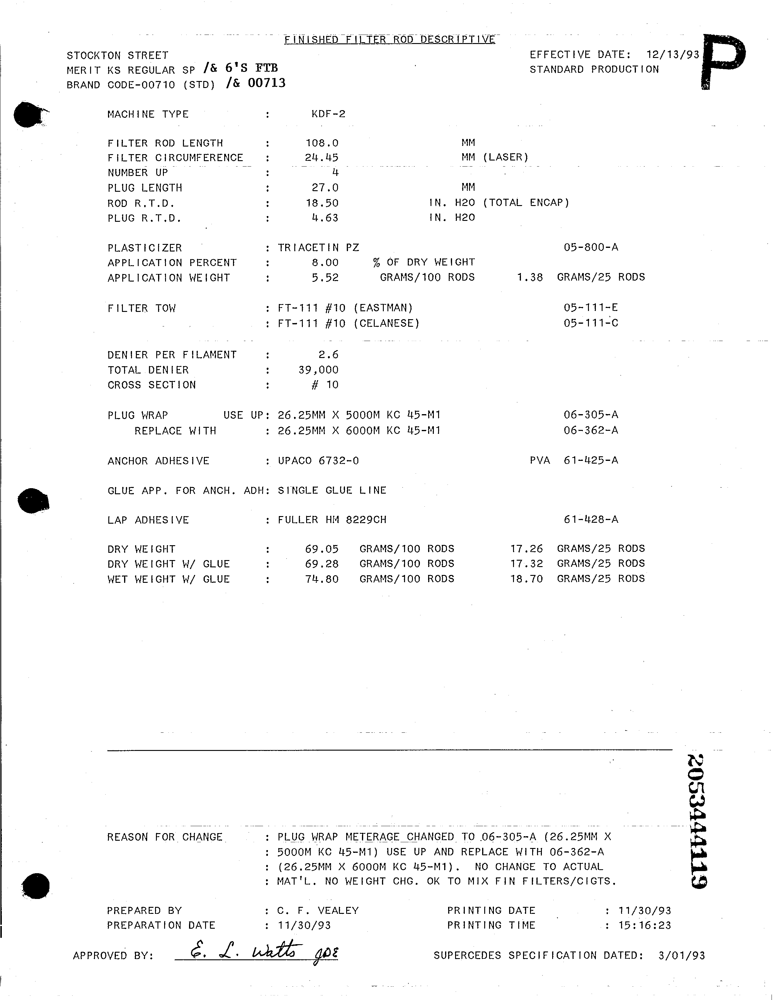 FINISHED FILTER ROD DESCRIPTIVE
STOCKTON STREET EFFECTIVE DATE: 12/13/93 P
MERIT KS REGULAR SP /& 6'S FTB STANDARD PRODUCTION
BRAND CODE-00710 (STD) /& 00713
MACHINE TYPE : KDF-2
FILTER ROD LENGTH : 108.0 MM
FILTER CIRCUMFERENCE : 24.45 MM (LASER)
NUMBER UP : 4
PLUG LENGTH : 27.0 MM
ROD R.T.D. : 18.50 IN. H2O (TOTAL ENCAP)
PLUG R.T.D. : 4.63 IN. H2O
PLASTICIZER : TRIACETIN PZ 05-800-A
APPLICATION PERCENT : 8.00 % OF DRY WEIGHT
APPLICATION WEIGHT : 5.52 GRAMS/100 RODS 1.38 GRAMS/25 RODS
FILTER TOW : FT-111 #10 (EASTMAN) 05-111-E
: FT-111 #10 (CELANESE) 05-111-C
DENIER PER FILAMENT : 2.6
TOTAL DENIER : 39,000
CROSS SECTION : # 10
PLUG WRAP USE UP: 26.25MM X 5000M KC 45-M1 06-305-A
REPLACE WITH : 26.25MM X 6000M KC 45-M1 06-362-A
ANCHOR ADHESIVE : UPACO 6732-0 PVA 61-425-A
GLUE APP. FOR ANCH. ADH: SINGLE GLUE LINE
LAP ADHESIVE : FULLER HM 8229CH 61-428-A
DRY WEIGHT : 69.05 GRAMS/100 RODS 17.26 GRAMS/25 RODS
DRY WEIGHT W/ GLUE : 69.28 GRAMS/100 RODS 17.32 GRAMS/25 RODS
WET WEIGHT W/ GLUE : 74.80 GRAMS/100 RODS 18.70 GRAMS/25 RODS
2053444119
REASON FOR CHANGE : PLUG WRAP METERAGE CHANGED TO 06-305-A (26.25MM X
: 5000M KC 45-M1) USE UP AND REPLACE WITH 06-362-A
: (26.25MM X 6000M KC 45-M1). NO CHANGE TO ACTUAL
: MAT'L. NO WEIGHT CHG. OK TO MIX FIN FILTERS/CIGTS.
PREPARED BY : C. F. VEALEY PRINTING DATE : 11/30/93
PREPARATION DATE : 11/30/93 PRINTING TIME : 15:16:23
APPROVED BY: E. L. Watts SUPERCEDES SPECIFICATION DATED: 3/01/93